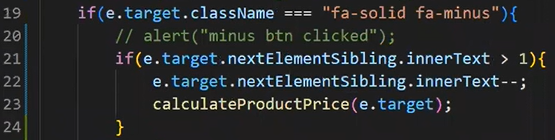 19 if(e.target.className === "fa-solid fa-minus"){
20 // alert("minus btn clicked");
21 if(e.target.nextElementSibling.innerText > 1){
22 e.target.nextElementSibling.innerText--;
23 calculateProductPrice(e.target);
24 }